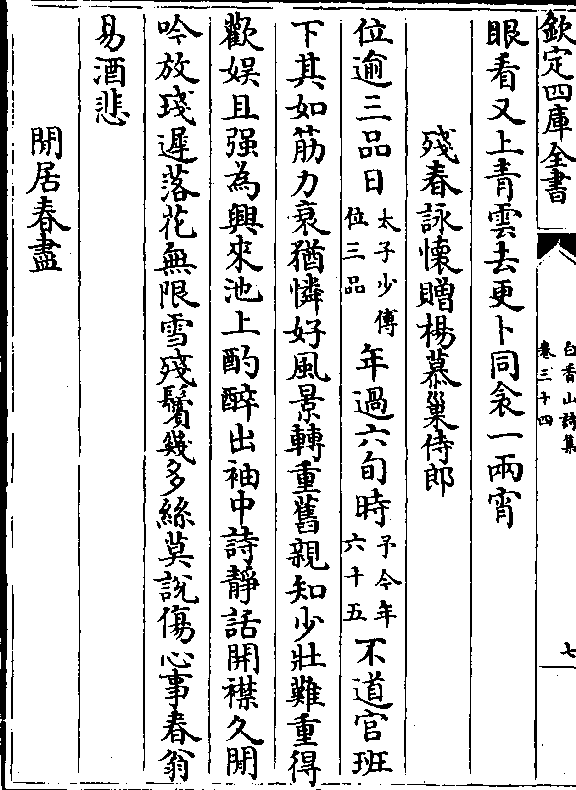 欽定四庫全書
白香山詩集
卷三十四
七
眼看又上青雲去更卜同衾一兩宵
殘春詠懷贈楊慕巢侍郎
位逾三品日太子少傅位三品年過六旬時予今年六十五不道官班
下其如筋力衰猶憐好風景轉重舊親知少壯難重得
歡娱且强為興來池上酌醉出袖中詩靜話開襟久閒
吟放琖遲落花無限雪殘鬢幾多絲莫說傷心事春翁
易酒悲
閒居春盡